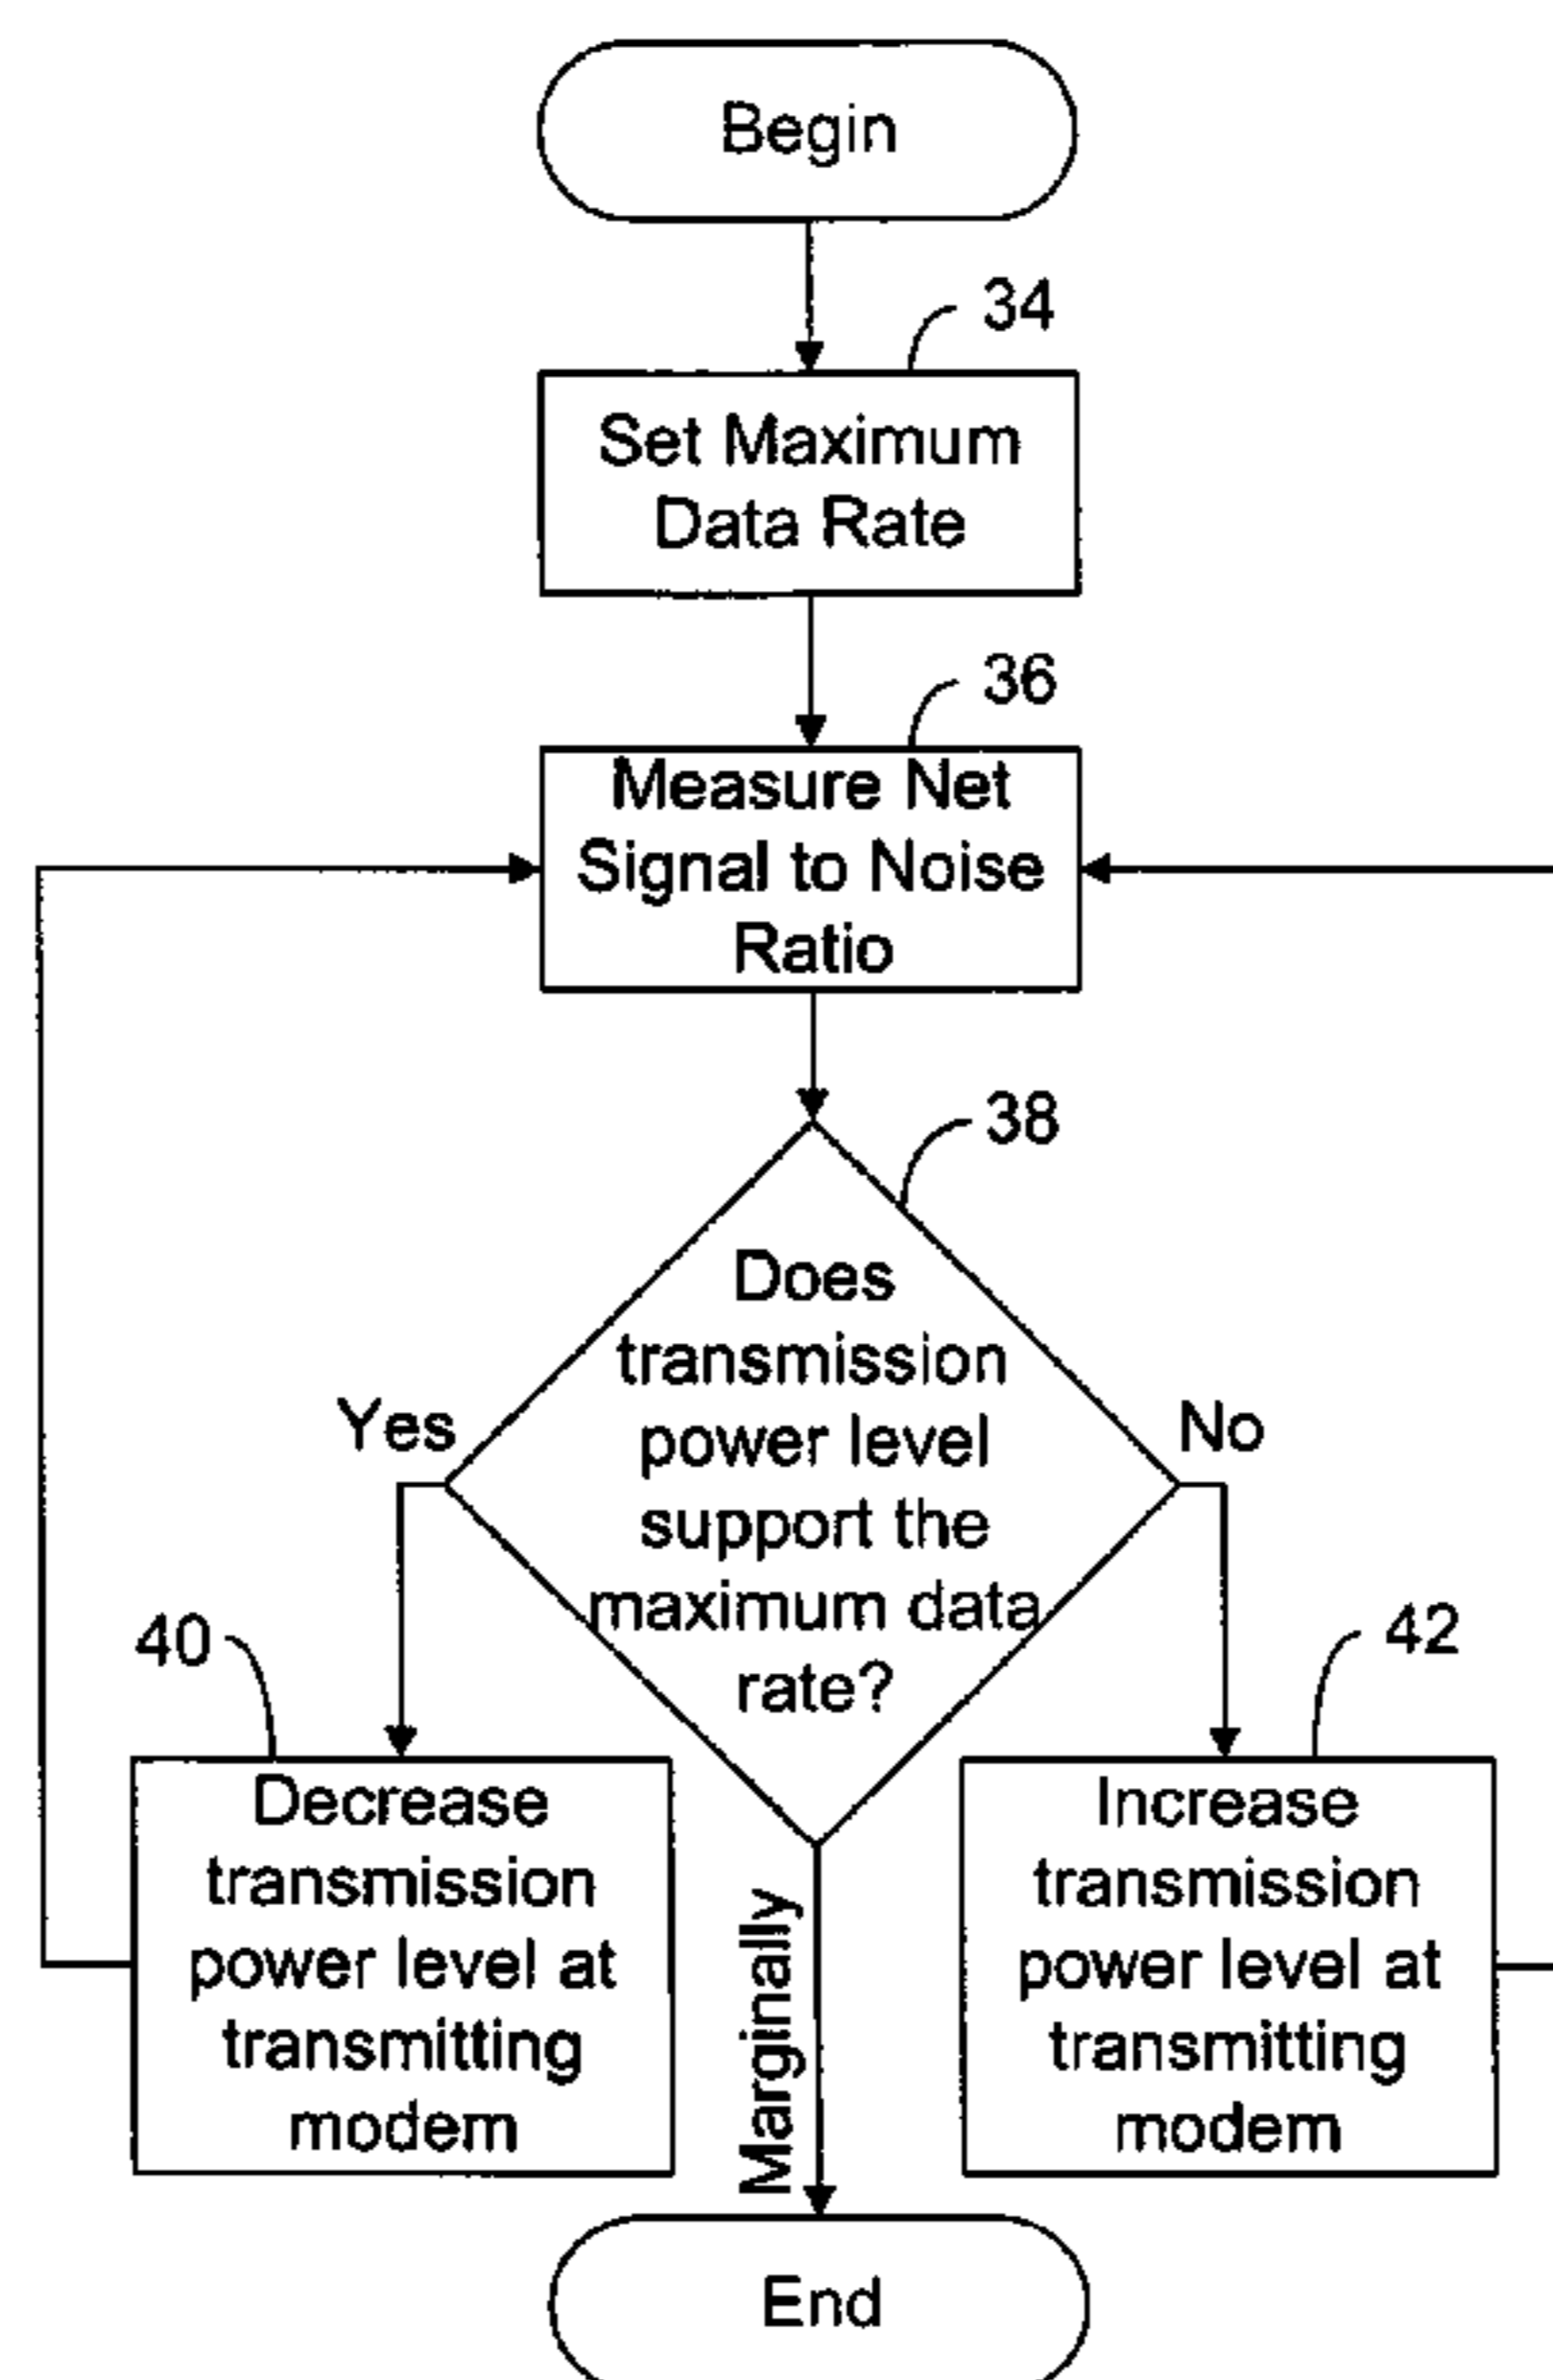 Begin
34
Set Maximum
Data Rate
36
Measure Net
Signal to Noise
Ratio
38
Does
transmission
power level
support the
maximum data
rate?
Yes
No
40
Decrease
transmission
power level at
transmitting
modem
42
Increase
transmission
power level at
transmitting
modem
Marginally
End